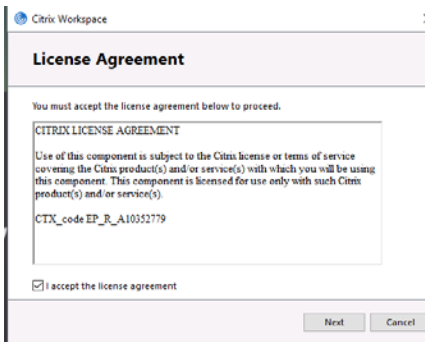 Citrix Workspace
License Agreement
You must accept the license agreement below to proceed.
CITRIX LICENSE AGREEMENT
Use of this component is subject to the Citrix license or terms of service
covering the Citrix product(s) and/or service(s) with which you will be using
this component. This component is licensed for use only with such Citrix
product(s) and/or service(s).
CTX_code EP_R_A10352779
I accept the license agreement
Next Cancel